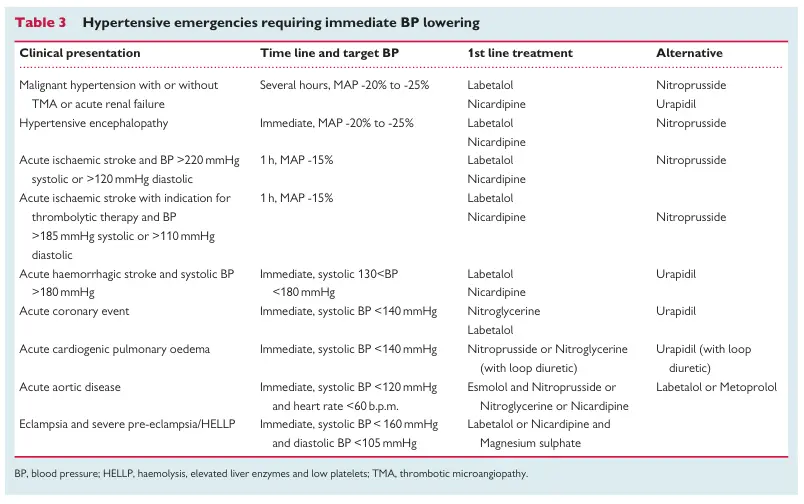 Table 3 Hypertensive emergencies requiring immediate BP lowering
Clinical presentation Time line and target BP 1st line treatment Alternative
Malignant hypertension with or without Several hours, MAP -20% to -25% Labetalol Nitroprusside
TMA or acute renal failure Nicardipine Urapidil
Hypertensive encephalopathy Immediate, MAP -20% to -25% Labetalol Nitroprusside
Nicardipine
Acute ischaemic stroke and BP >220 mmHg 1 h, MAP -15% Labetalol Nitroprusside
systolic or >120 mmHg diastolic Nicardipine
Acute ischaemic stroke with indication for 1 h, MAP -15% Labetalol
thrombolytic therapy and BP Nicardipine Nitroprusside
>185 mmHg systolic or >110 mmHg
diastolic
Acute haemorrhagic stroke and systolic BP Immediate, systolic 130<BP Labetalol Urapidil
>180 mmHg <180 mmHg Nicardipine
Acute coronary event Immediate, systolic BP <140 mmHg Nitroglycerine Urapidil
Labetalol
Acute cardiogenic pulmonary oedema Immediate, systolic BP <140 mmHg Nitroprusside or Nitroglycerine Urapidil (with loop
(with loop diuretic) diuretic)
Acute aortic disease Immediate, systolic BP <120 mmHg Esmolol and Nitroprusside or Labetalol or Metoprolol
and heart rate <60 b.p.m. Nitroglycerine or Nicardipine
Eclampsia and severe pre-eclampsia/HELLP Immediate, systolic BP < 160 mmHg Labetalol or Nicardipine and
and diastolic BP <105 mmHg Magnesium sulphate
BP, blood pressure; HELLP, haemolysis, elevated liver enzymes and low platelets; TMA, thrombotic microangiopathy.